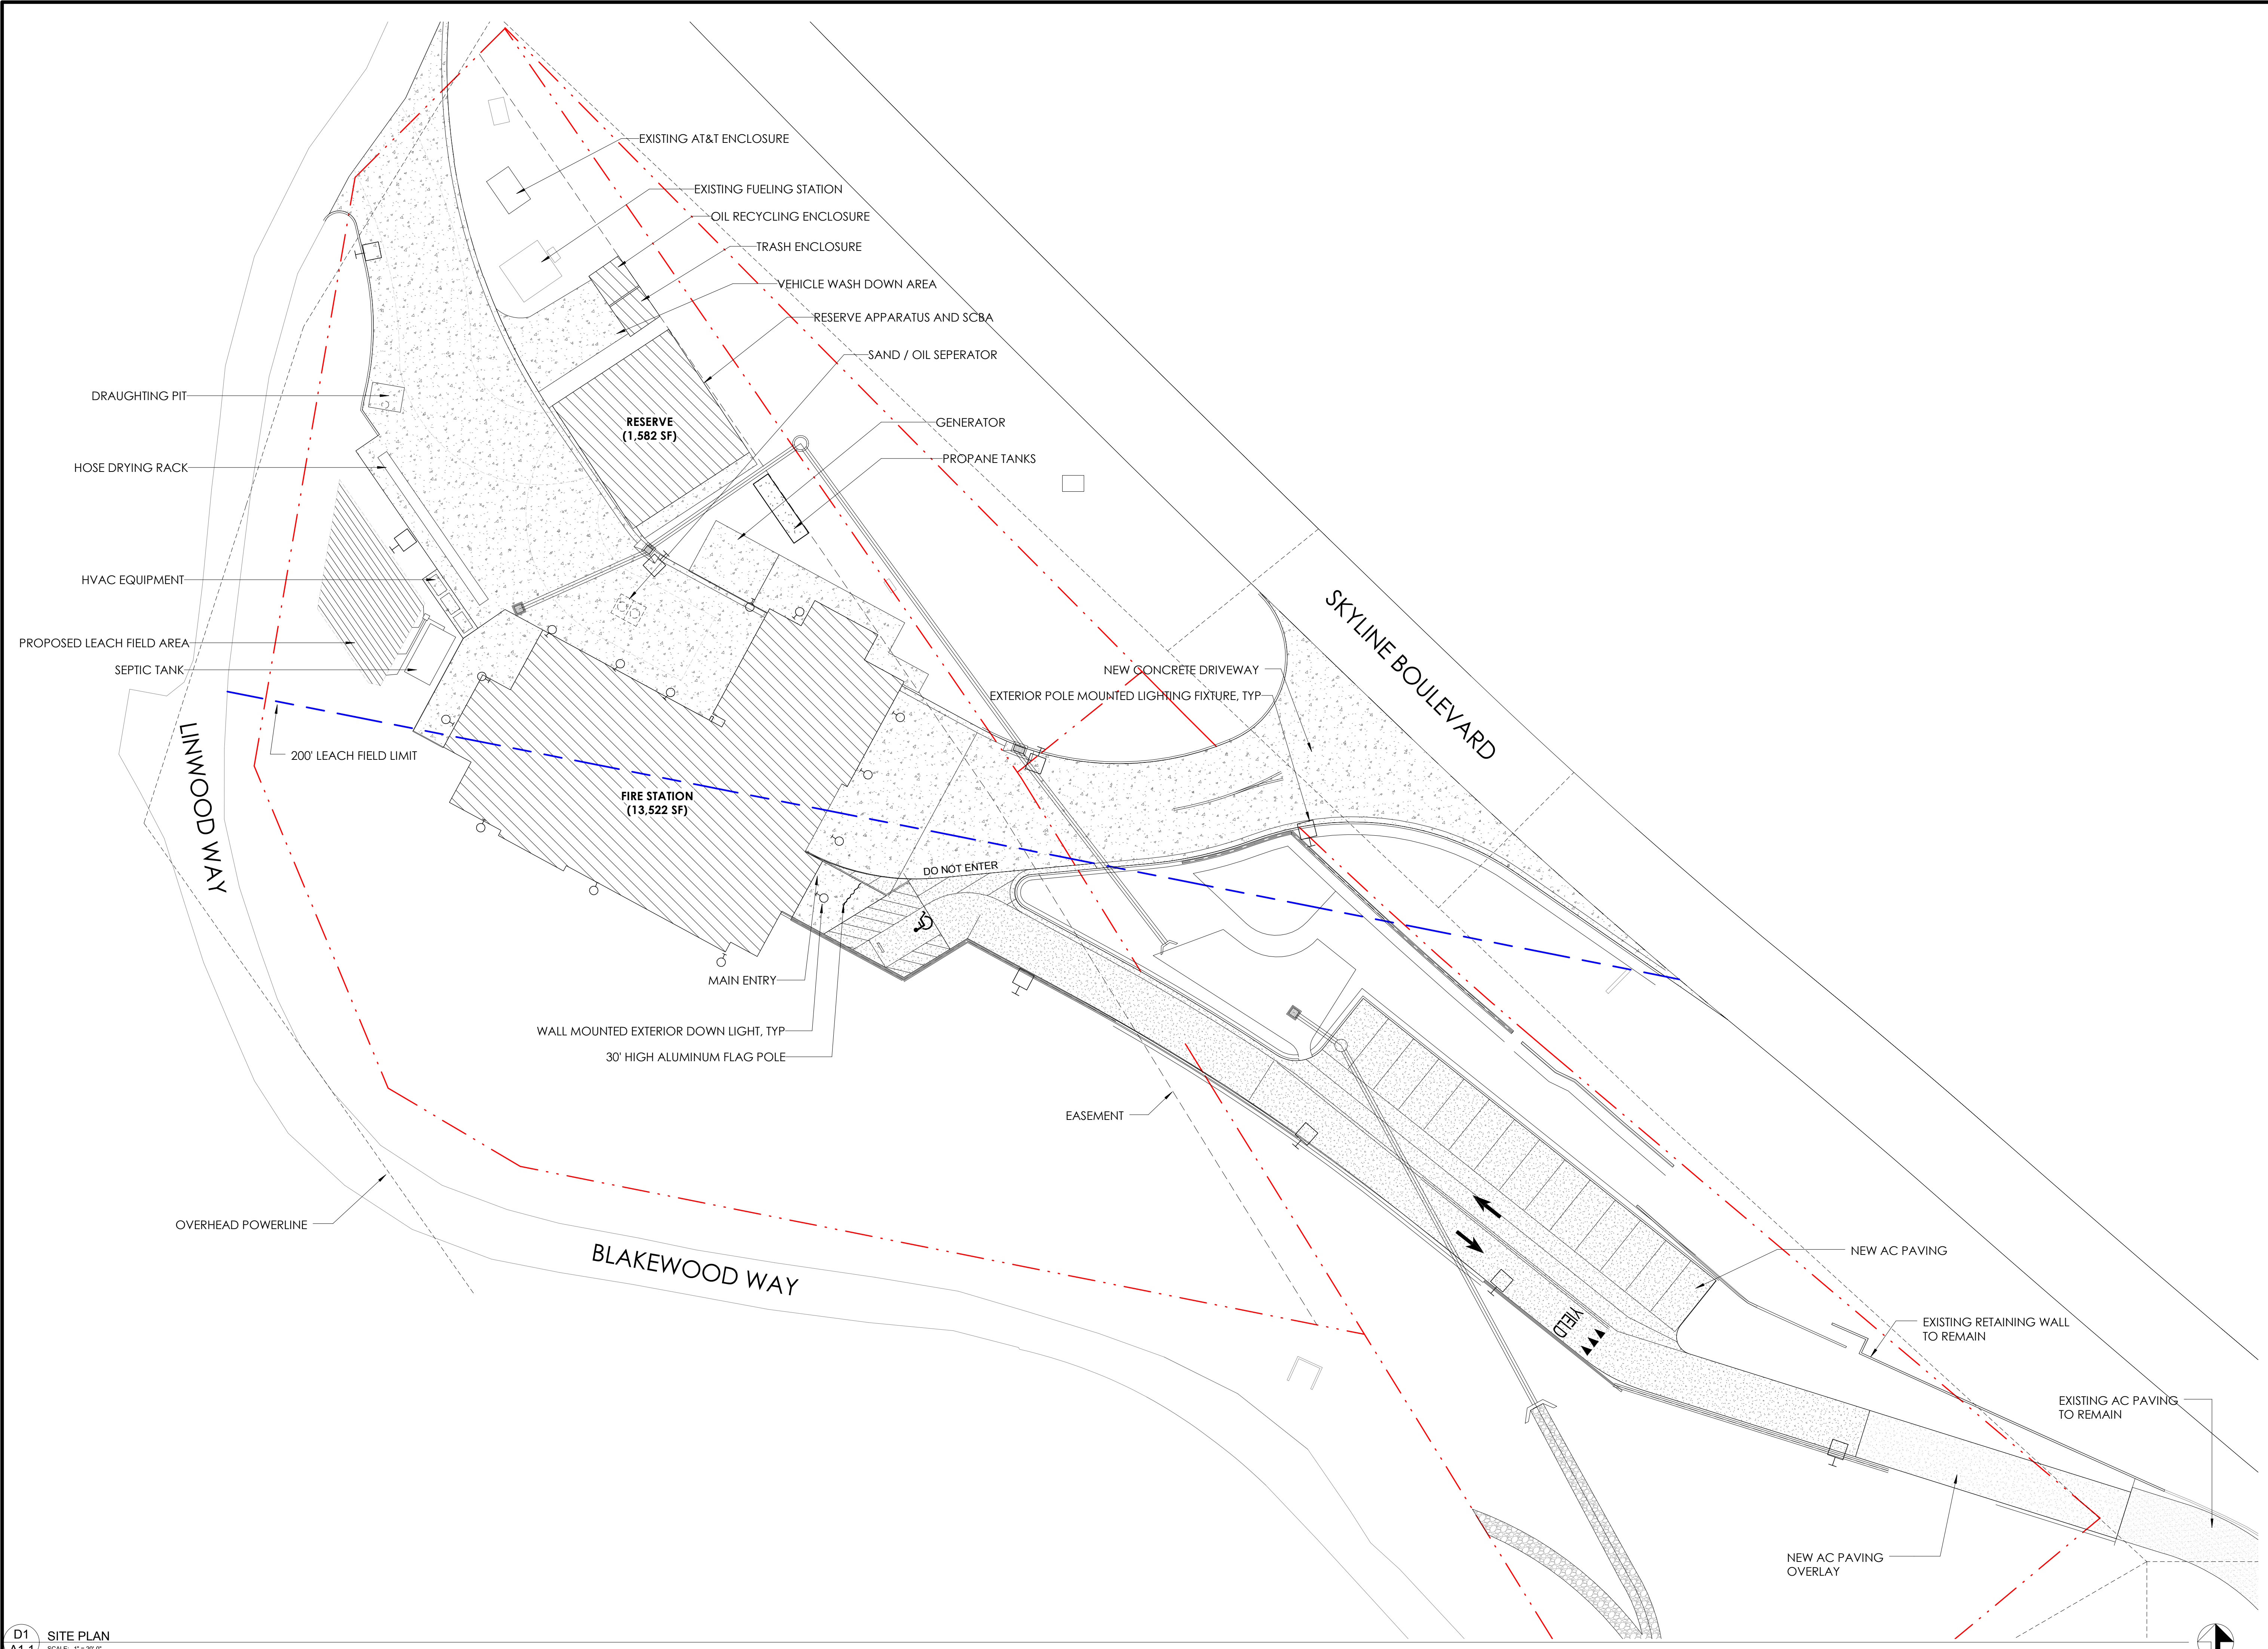 EXISTING AT&T ENCLOSURE
EXISTING FUELING STATION
OIL RECYCLING ENCLOSURE
TRASH ENCLOSURE
VEHICLE WASH DOWN AREA
RESERVE APPARATUS AND SCBA
SAND / OIL SEPERATOR
DRAUGHTING PIT
RESERVE
(1,582 SF)
GENERATOR
PROPANE TANKS
HOSE DRYING RACK
HVAC EQUIPMENT
PROPOSED LEACH FIELD AREA
SEPTIC TANK
NEW CONCRETE DRIVEWAY
EXTERIOR POLE MOUNTED LIGHTING FIXTURE, TYP
SKYLINE BOULEVARD
LINWOOD WAY
200' LEACH FIELD LIMIT
FIRE STATION
(13,522 SF)
DO NOT ENTER
MAIN ENTRY
WALL MOUNTED EXTERIOR DOWN LIGHT, TYP
30' HIGH ALUMINUM FLAG POLE
EASEMENT
OVERHEAD POWERLINE
BLAKEWOOD WAY
NEW AC PAVING
YIELD
EXISTING RETAINING WALL
TO REMAIN
EXISTING AC PAVING
TO REMAIN
NEW AC PAVING
OVERLAY
D1
SITE PLAN